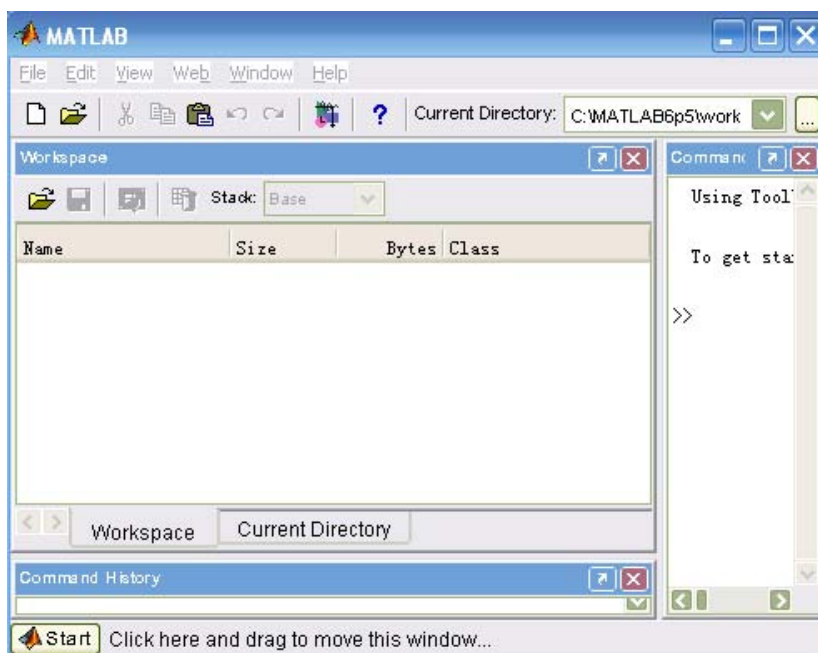 MATLAB
File Edit View Web Window Help
? Current Directory: C:\MATLAB6p5\work ...
Workspace
Comman
Stack: Base
Using Tool
Name Size Bytes Class
To get sta
>>
Workspace Current Directory
Command History
Start Click here and drag to move this window...